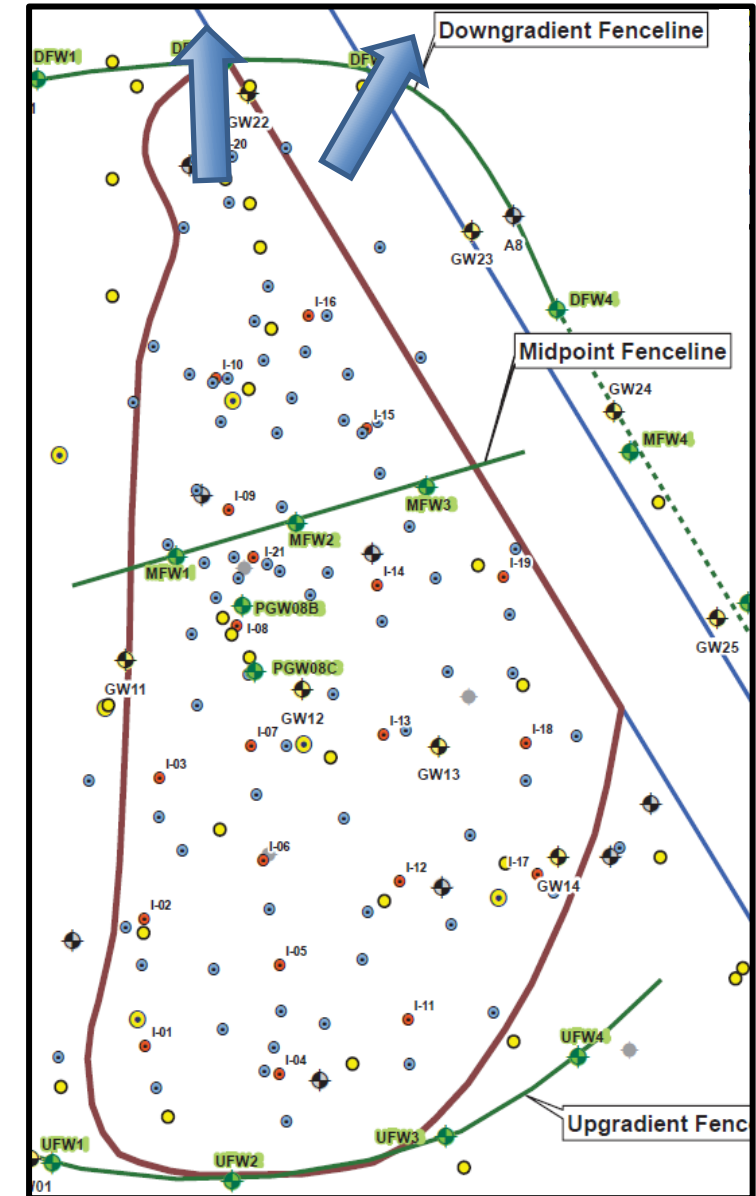 Downgradient Fenceline
DFW1
GW22
A8
GW23
DFW4
I-16
Midpoint Fenceline
I-10
GW24
I-15
MFW4
I-09
MFW3
MFW2
I-21
MFW1
I-14
I-19
PGW08B
I-08
GW25
PGW08C
GW11
GW12
I-13
I-18
I-07
GW13
I-03
I-06
I-17
I-12
GW14
I-02
I-05
I-11
I-01
UFW4
I-04
Upgradient Fenc
UFW3
UFW1
UFW2